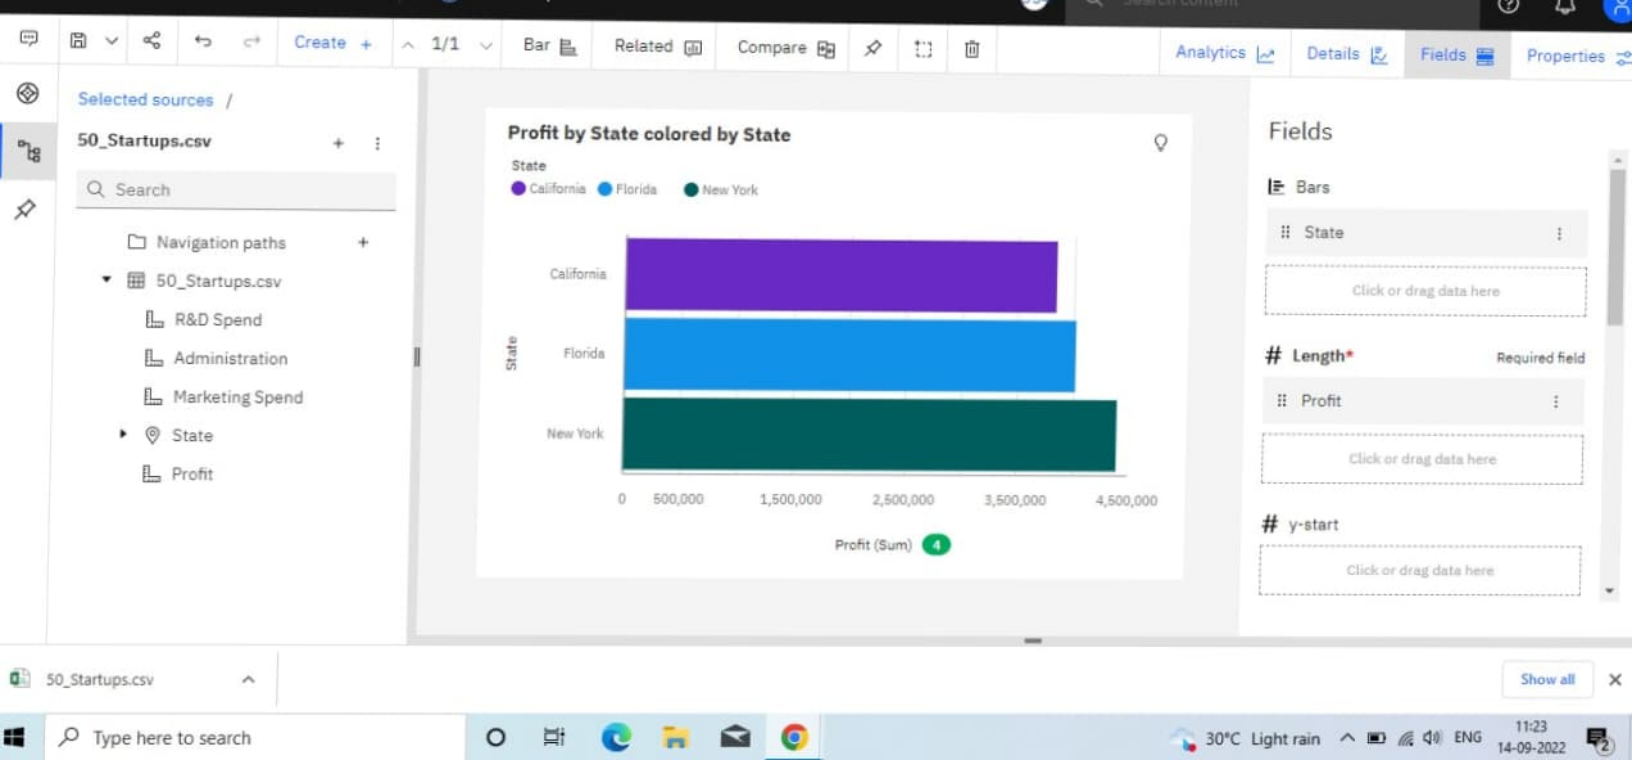 Search content
Create +
1/1
Bar
Related
Compare
Analytics
Details
Fields
Properties
Selected sources /
50_Startups.csv
Search
Navigation paths
50_Startups.csv
R&D Spend
Administration
Marketing Spend
State
Profit
Profit by State colored by State
State
California Florida New York
State
California
Florida
New York
0 500,000 1,500,000 2,500,000 3,500,000 4,500,000
Profit (Sum) 4
Fields
Bars
State
Click or drag data here
# Length* Required field
Profit
Click or drag data here
# y-start
Click or drag data here
50_Startups.csv
Show all
Type here to search
30°C Light rain
ENG
11:23
14-09-2022
2